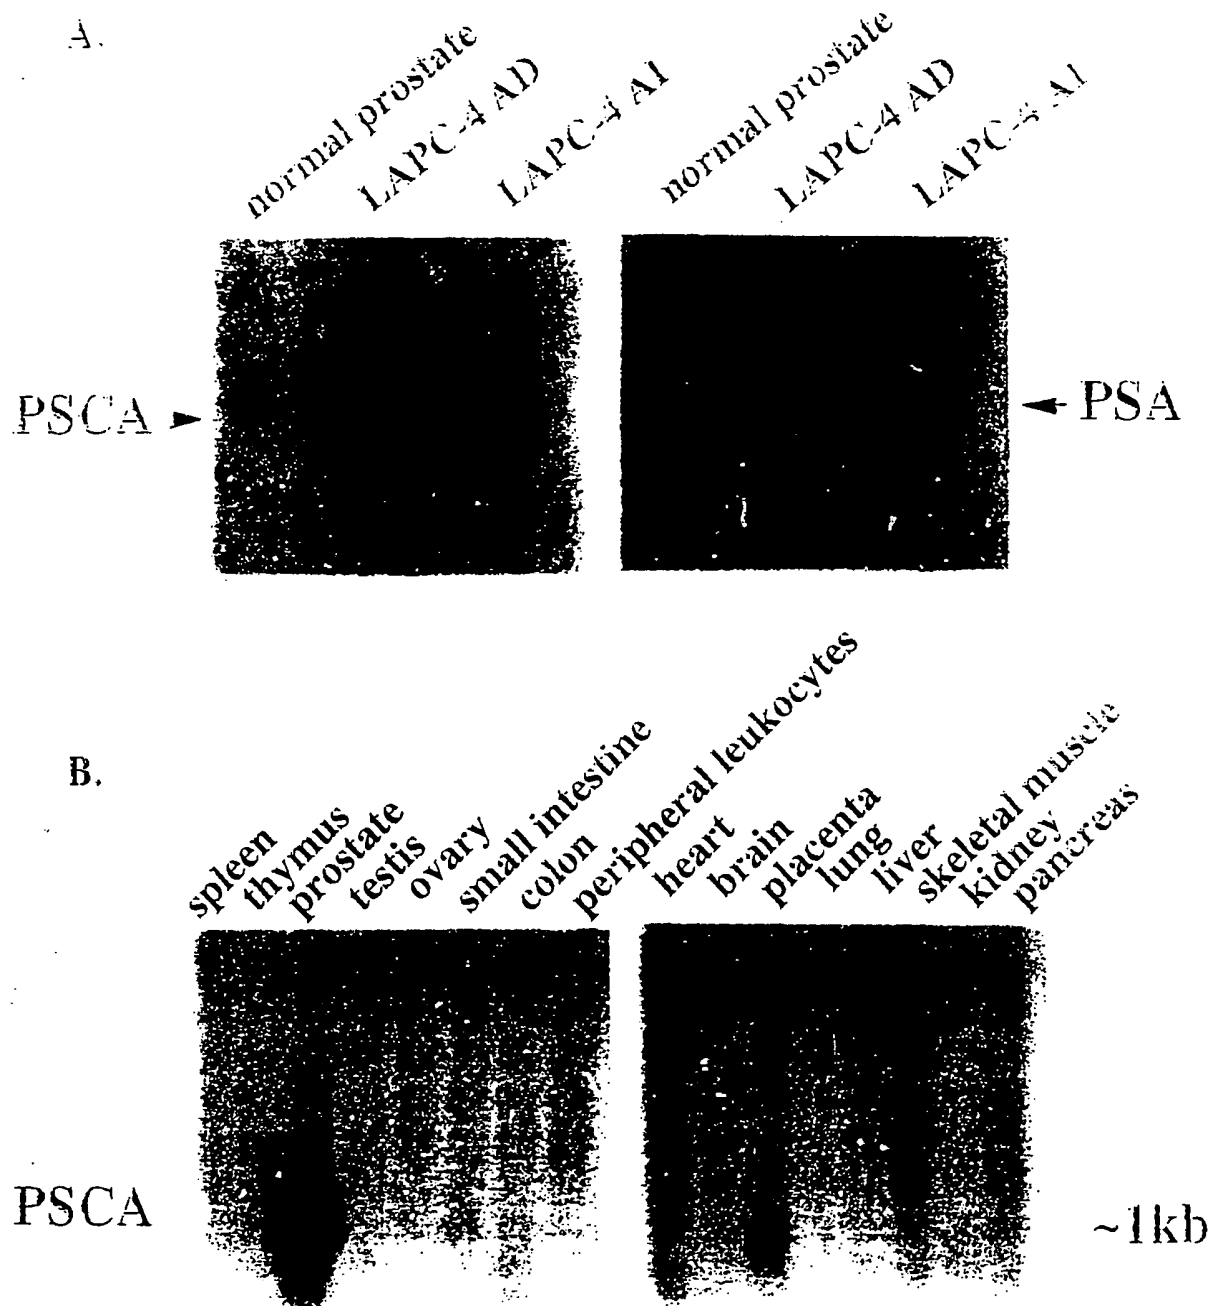 A.
normal prostate
LAPC-4 AD
LAPC-4 AI
normal prostate
LAPC-4 AD
LAPC-4 AI
PSCA
PSA
B.
spleen
thymus
prostate
testis
ovary
small intestine
colon
peripheral leukocytes
heart
brain
placenta
lung
liver
skeletal muscle
kidney
pancreas
PSCA
~1kb